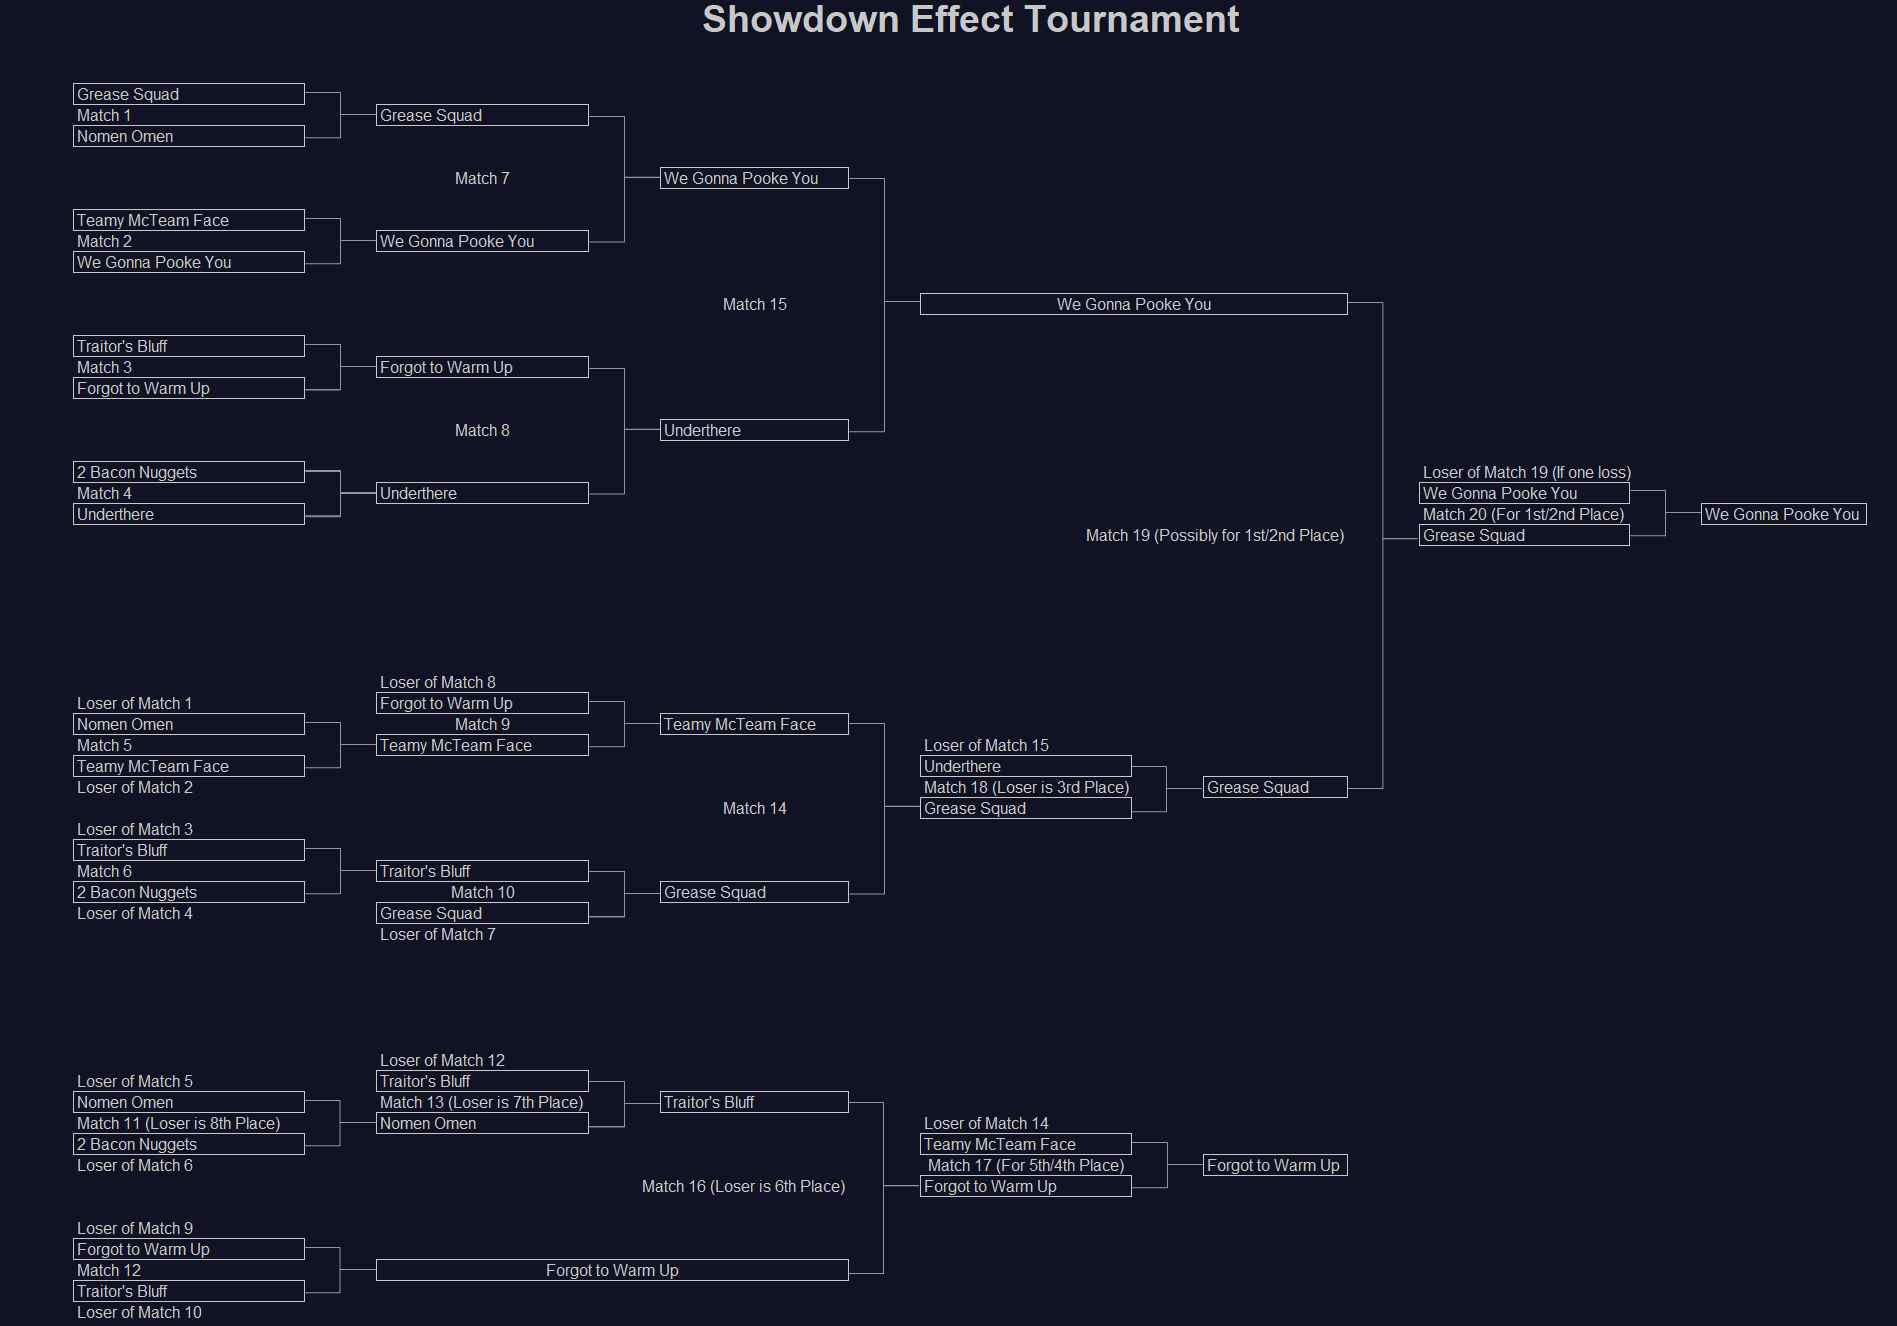 Showdown Effect Tournament
Grease Squad
Match 1
Nomen Omen
Grease Squad
Match 7
We Gonna Pooke You
Teamy McTeam Face
Match 2
We Gonna Pooke You
We Gonna Pooke You
Match 15
We Gonna Pooke You
Traitor's Bluff
Match 3
Forgot to Warm Up
Forgot to Warm Up
Match 8
Underthere
2 Bacon Nuggets
Match 4
Underthere
Underthere
Match 19 (Possibly for 1st/2nd Place)
Loser of Match 19 (If one loss)
We Gonna Pooke You
Match 20 (For 1st/2nd Place)
Grease Squad
We Gonna Pooke You
Loser of Match 1
Nomen Omen
Match 5
Teamy McTeam Face
Loser of Match 2
Loser of Match 8
Forgot to Warm Up
Match 9
Teamy McTeam Face
Teamy McTeam Face
Match 14
Loser of Match 15
Underthere
Match 18 (Loser is 3rd Place)
Grease Squad
Grease Squad
Loser of Match 3
Traitor's Bluff
Match 6
2 Bacon Nuggets
Loser of Match 4
Traitor's Bluff
Match 10
Grease Squad
Loser of Match 7
Grease Squad
Loser of Match 5
Nomen Omen
Match 11 (Loser is 8th Place)
2 Bacon Nuggets
Loser of Match 6
Loser of Match 12
Traitor's Bluff
Match 13 (Loser is 7th Place)
Nomen Omen
Traitor's Bluff
Match 16 (Loser is 6th Place)
Loser of Match 14
Teamy McTeam Face
Match 17 (For 5th/4th Place)
Forgot to Warm Up
Forgot to Warm Up
Loser of Match 9
Forgot to Warm Up
Match 12
Traitor's Bluff
Loser of Match 10
Forgot to Warm Up